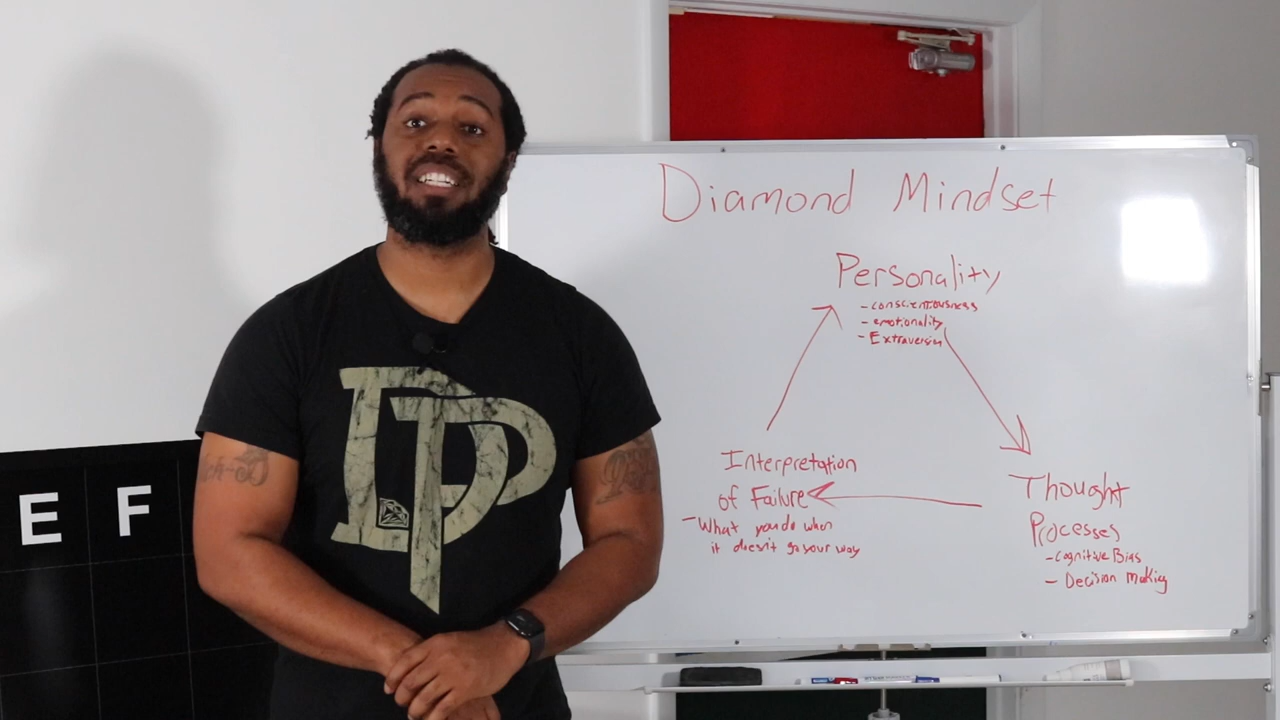 Diamond Mindset
Personality
- conscientiousness
- emotionality
- Extraversion
Interpretation
of Failure
- What you do when
it doesn't go your way
Thought
Processes
- Cognitive Bias
- Decision Making
DP
E F